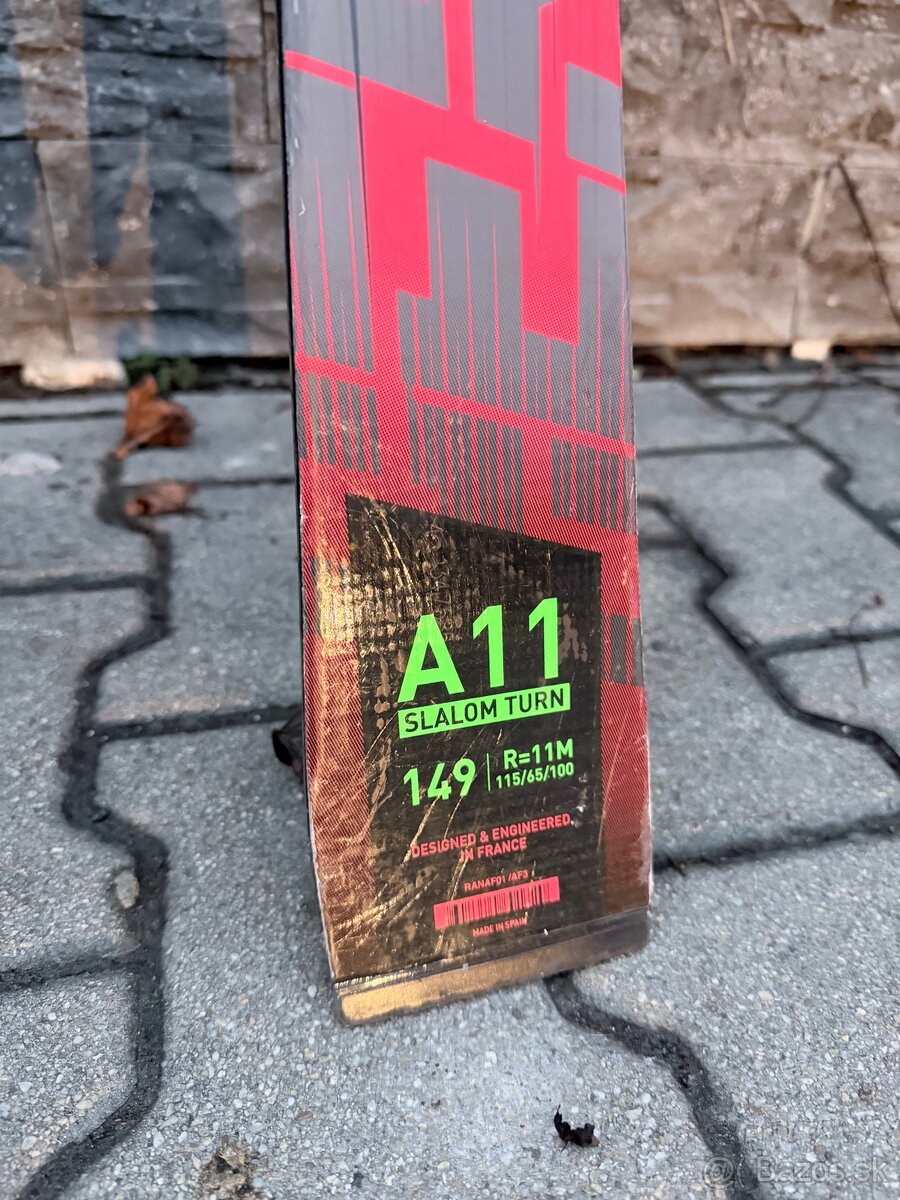 A11
SLALOM TURN
149 R=11M
115/65/100
DESIGNED & ENGINEERED
IN FRANCE
RANAF01 /AF3
MADE IN SPAIN
@ Bazos.sk